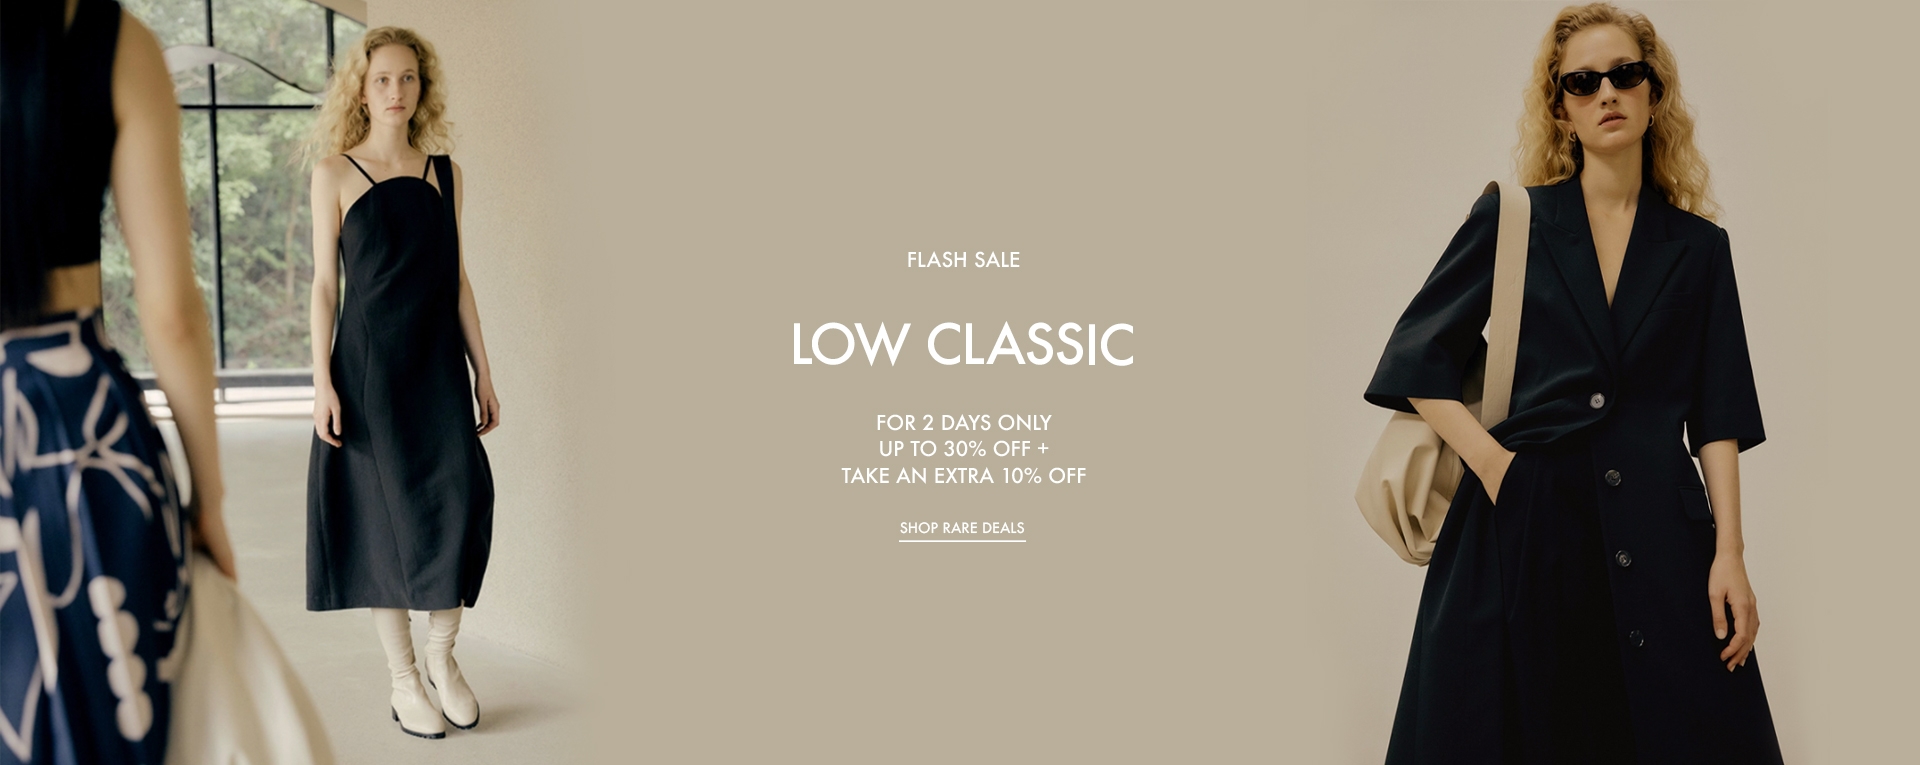 FLASH SALE
LOW CLASSIC
FOR 2 DAYS ONLY
UP TO 30% OFF +
TAKE AN EXTRA 10% OFF
SHOP RARE DEALS